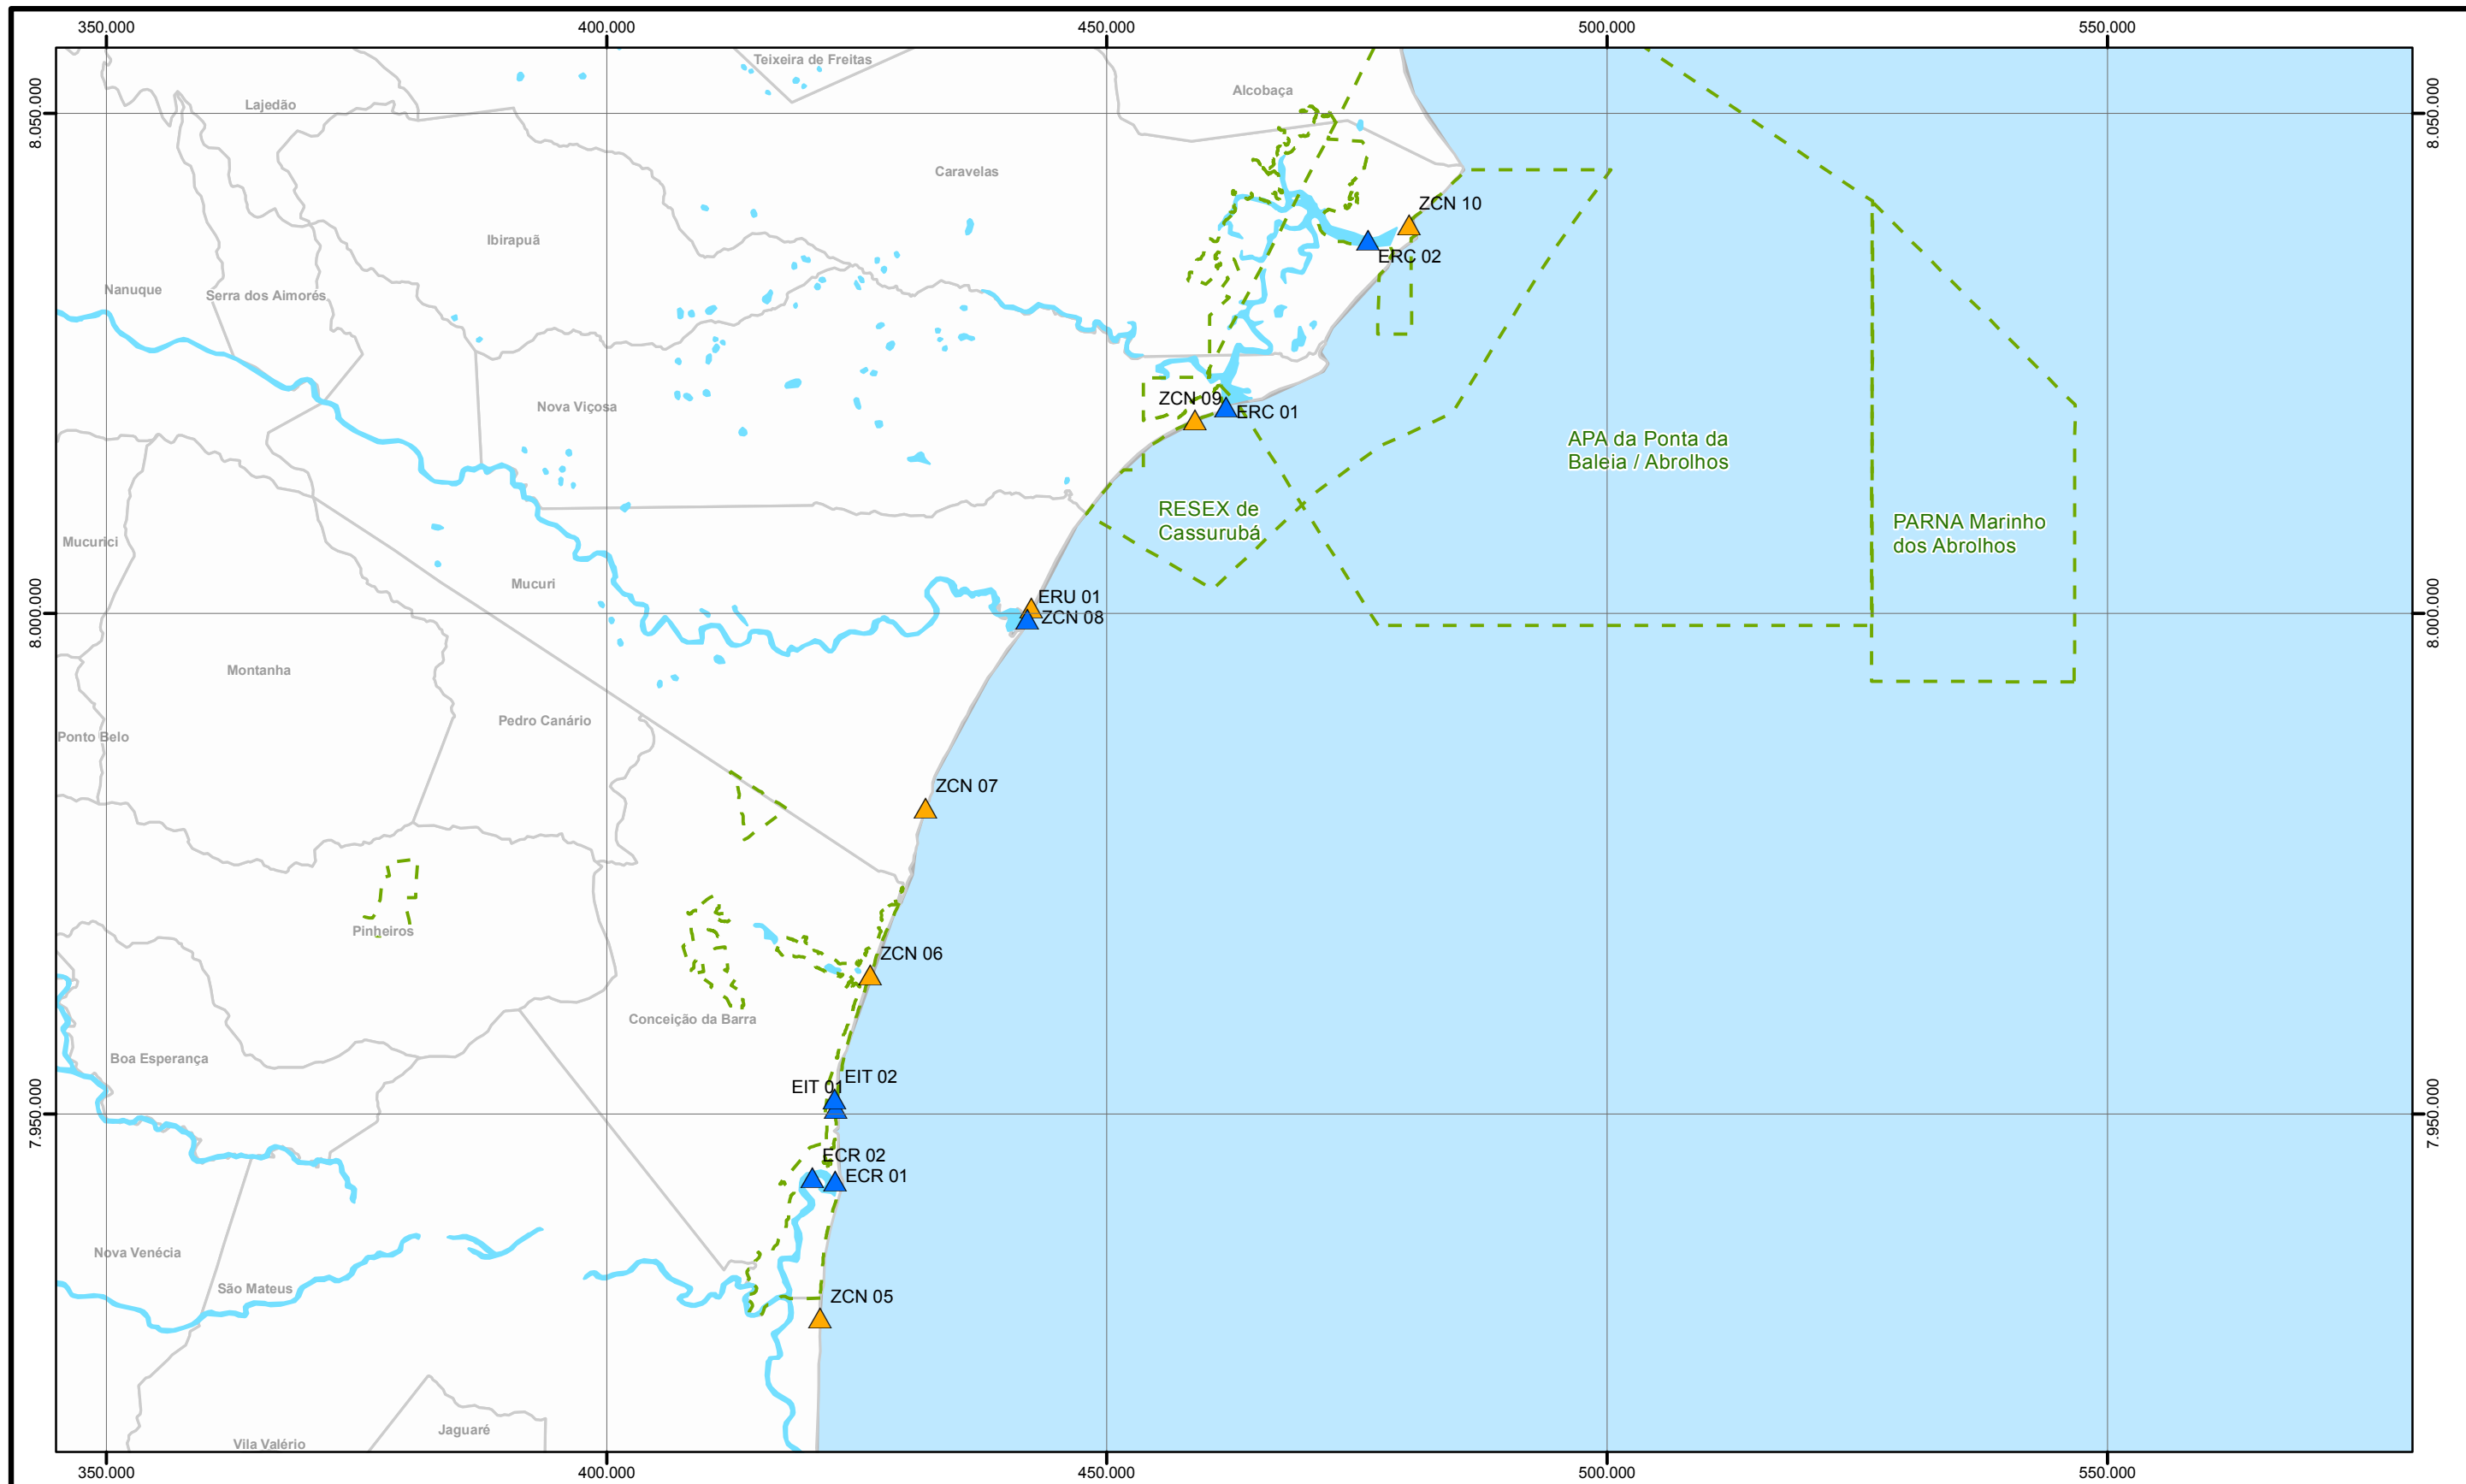 350.000
400.000
450.000
500.000
550.000
Teixeira de Freitas
Alcobaça
Lajedão
8.050.000
8.050.000
Caravelas
ZCN 10
Ibirapuã
ERC 02
Nanuque
Serra dos Aimorés
ZCN 09
Nova Viçosa
ERC 01
APA da Ponta da
Baleia / Abrolhos
RESEX de
Cassurubá
PARNA Marinho
dos Abrolhos
Mucurici
Mucuri
8.000.000
ERU 01
ZCN 08
8.000.000
Montanha
Pedro Canário
Ponto Belo
ZCN 07
Pinheiros
ZCN 06
Conceição da Barra
Boa Esperança
EIT 02
EIT 01
7.950.000
7.950.000
ECR 02
ECR 01
Nova Venécia
São Mateus
ZCN 05
Jaguaré
Vila Valério
350.000
400.000
450.000
500.000
550.000